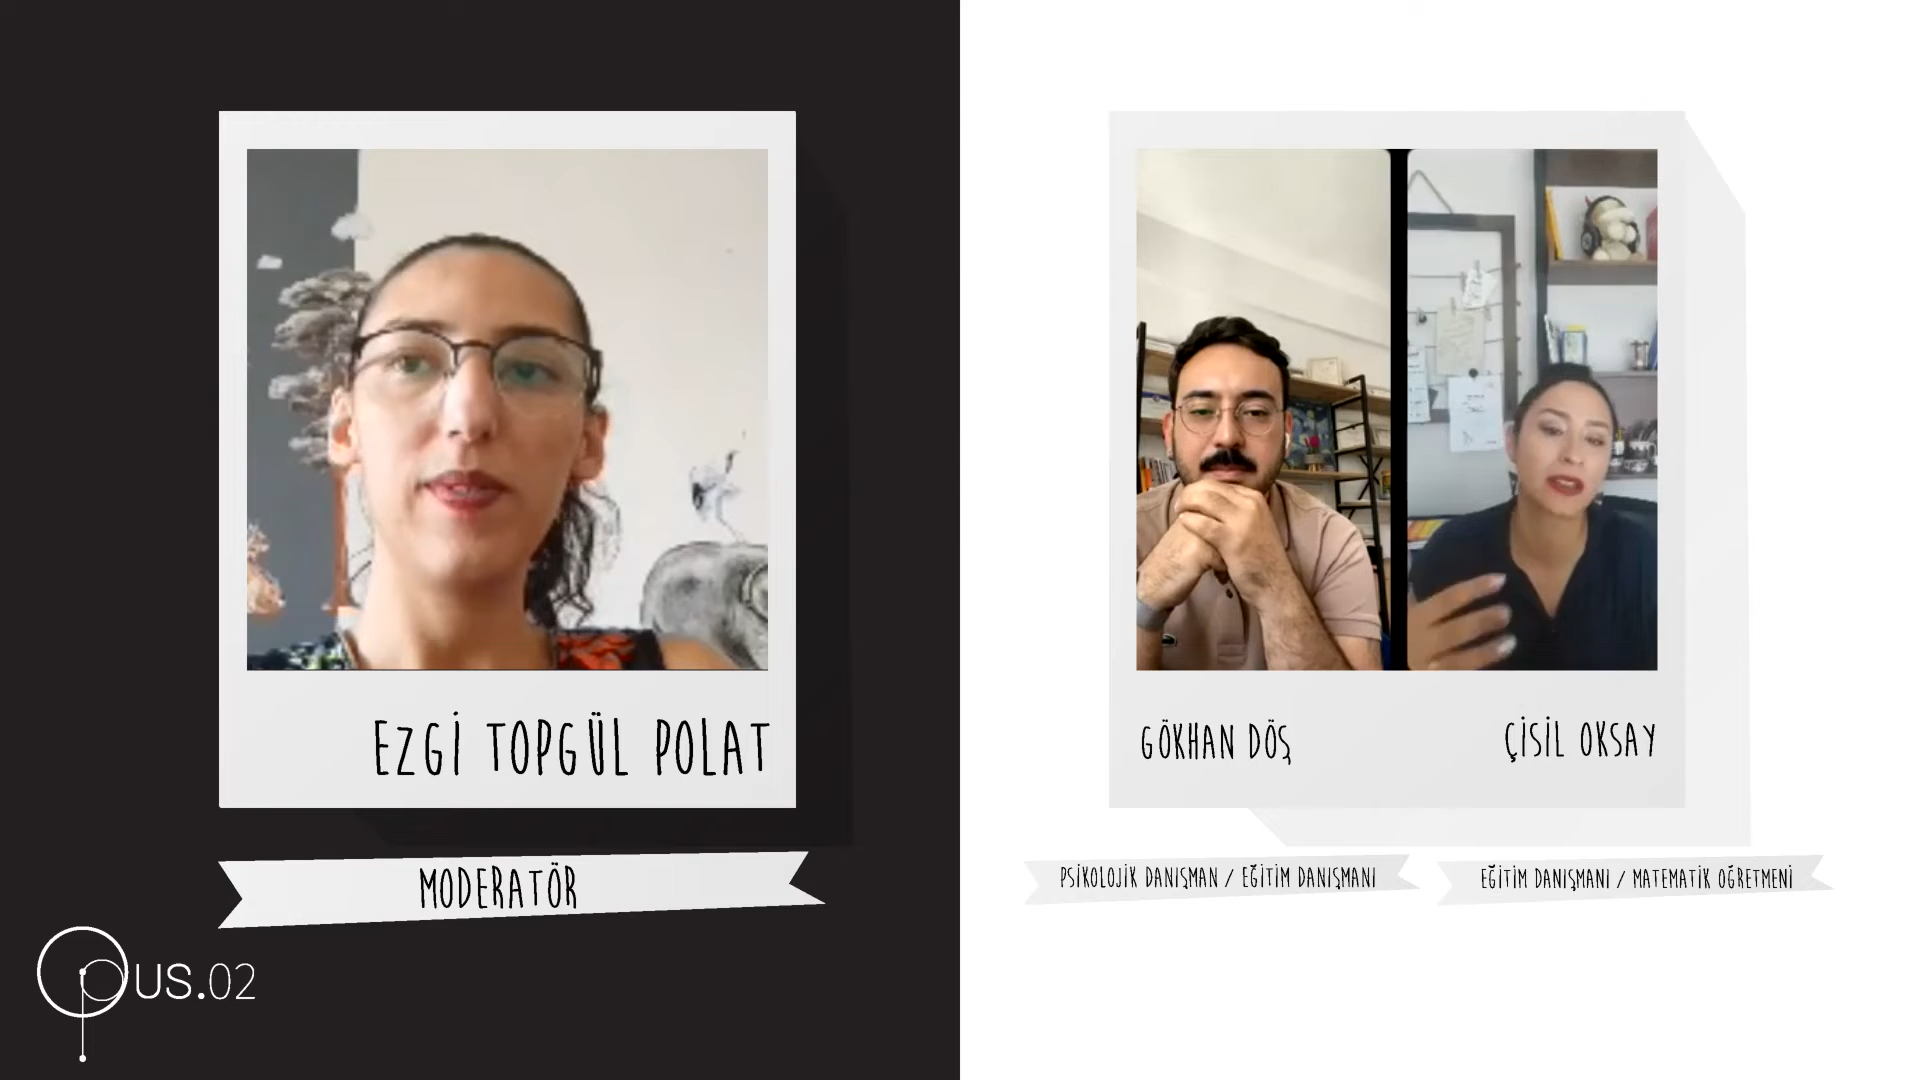 EZGİ TOPGÜL POLAT
MODERATÖR
OPUS.02
GÖKHAN DÖŞ
ÇİSİL OKSAY
PSİKOLOJİK DANIŞMAN / EĞİTİM DANIŞMANI
EĞİTİM DANIŞMANI / MATEMATİK ÖĞRETMENİ